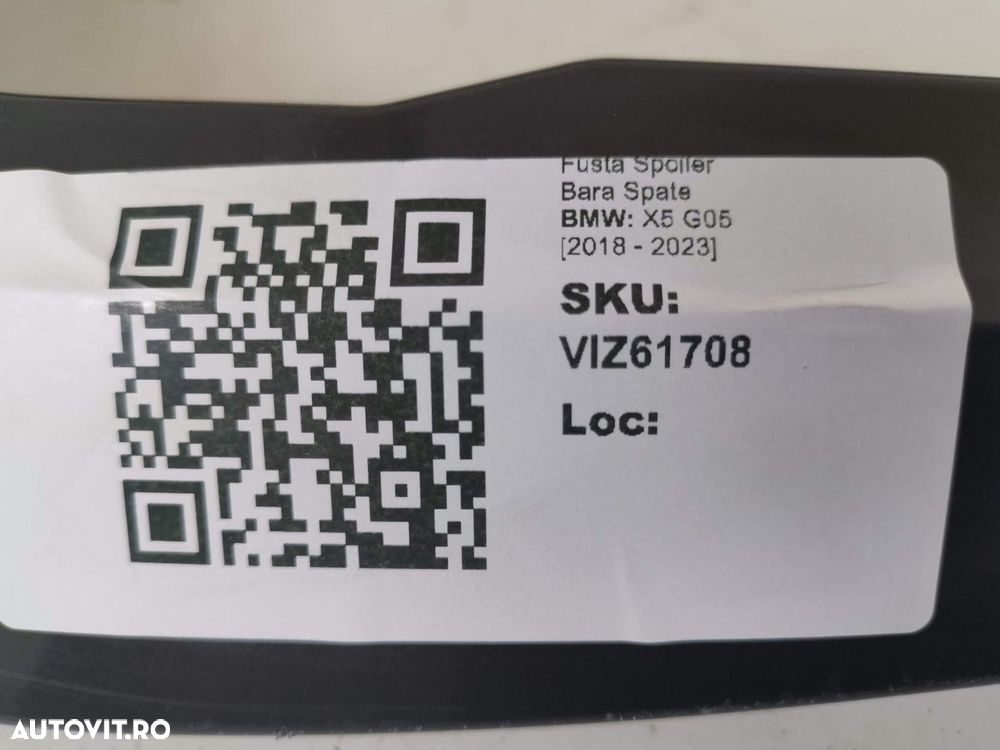 Fusta Spoiler
Bara Spate
BMW: X5 G05
[2018 - 2023]
SKU:
VIZ61708
Loc:
AUTOVIT.RO